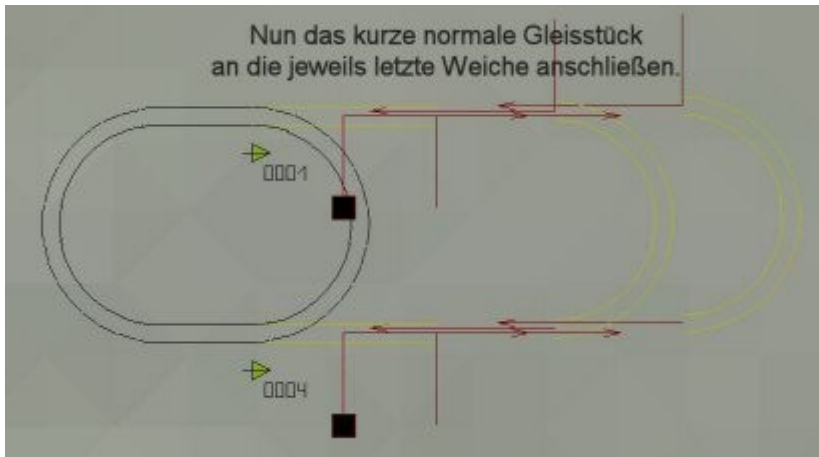 Nun das kurze normale Gleisstück
an die jeweils letzte Weiche anschließen.
0001
0004